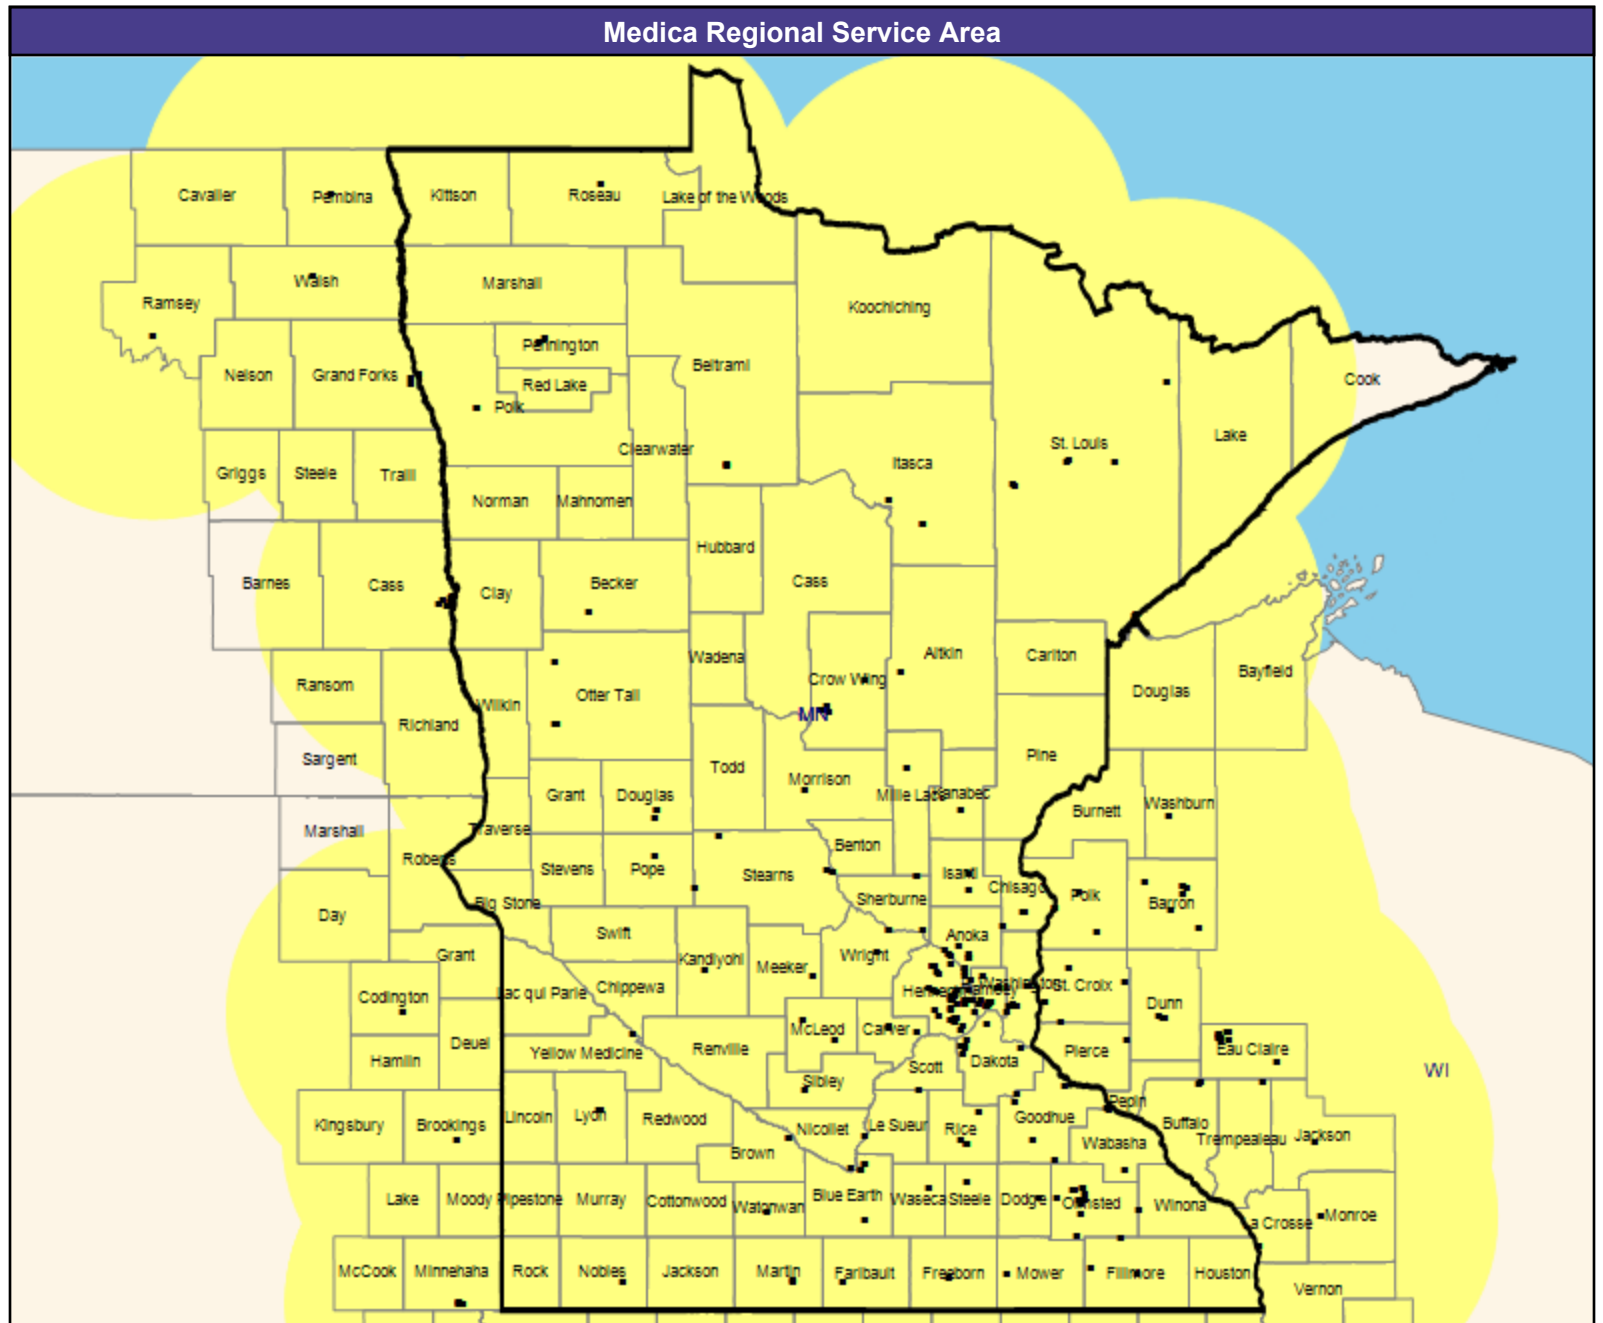 Medica Regional Service Area
Cavalier
Pembina
Kittson
Roseau
Lake of the Woods
Ramsey
Walsh
Marshall
Koochiching
Nelson
Grand Forks
Pennington
Red Lake
Polk
Beltrami
Cook
Griggs
Steele
Traill
Clearwater
Itasca
St. Louis
Lake
Norman
Mahnomen
Barnes
Cass
Clay
Becker
Hubbard
Cass
Ransom
Richland
Wilkin
Otter Tail
Wadena
Crow Wing
Aitkin
Carlton
Douglas
Bayfield
MN
Sargent
Grant
Douglas
Todd
Morrison
Mille Lacs
Kanabec
Pine
Burnett
Washburn
Marshall
Roberts
Traverse
Stevens
Pope
Stearns
Benton
Sherburne
Isanti
Chisago
Polk
Barron
Day
Big Stone
Grant
Swift
Kandiyohi
Meeker
Wright
Anoka
Codington
Lac qui Parle
Chippewa
Hennepin
Ramsey
Washington
St. Croix
Dunn
Hamlin
Deuel
Yellow Medicine
Renville
McLeod
Carver
Scott
Dakota
Pierce
Eau Claire
WI
Sibley
Kingsbury
Brookings
Lincoln
Lyon
Redwood
Brown
Nicollet
Le Sueur
Rice
Goodhue
Wabasha
Pepin
Buffalo
Trempealeau
Jackson
Lake
Moody
Pipestone
Murray
Cottonwood
Watonwan
Blue Earth
Waseca
Steele
Dodge
Olmsted
Winona
La Crosse
Monroe
McCook
Minnehaha
Rock
Nobles
Jackson
Martin
Faribault
Freeborn
Mower
Fillmore
Houston
Vernon